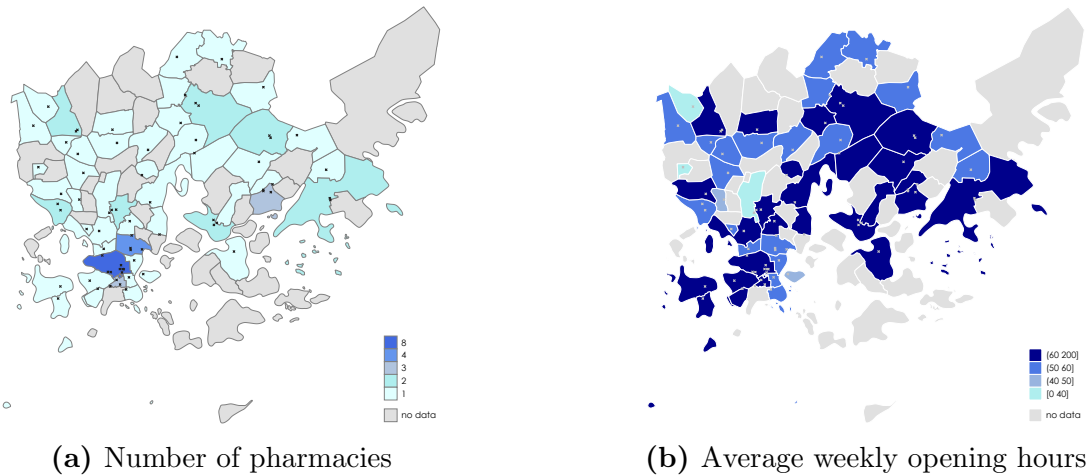 8
4
3
2
1
no data
(60 200]
(50 60]
(40 50]
[0 40]
no data
(a) Number of pharmacies
(b) Average weekly opening hours